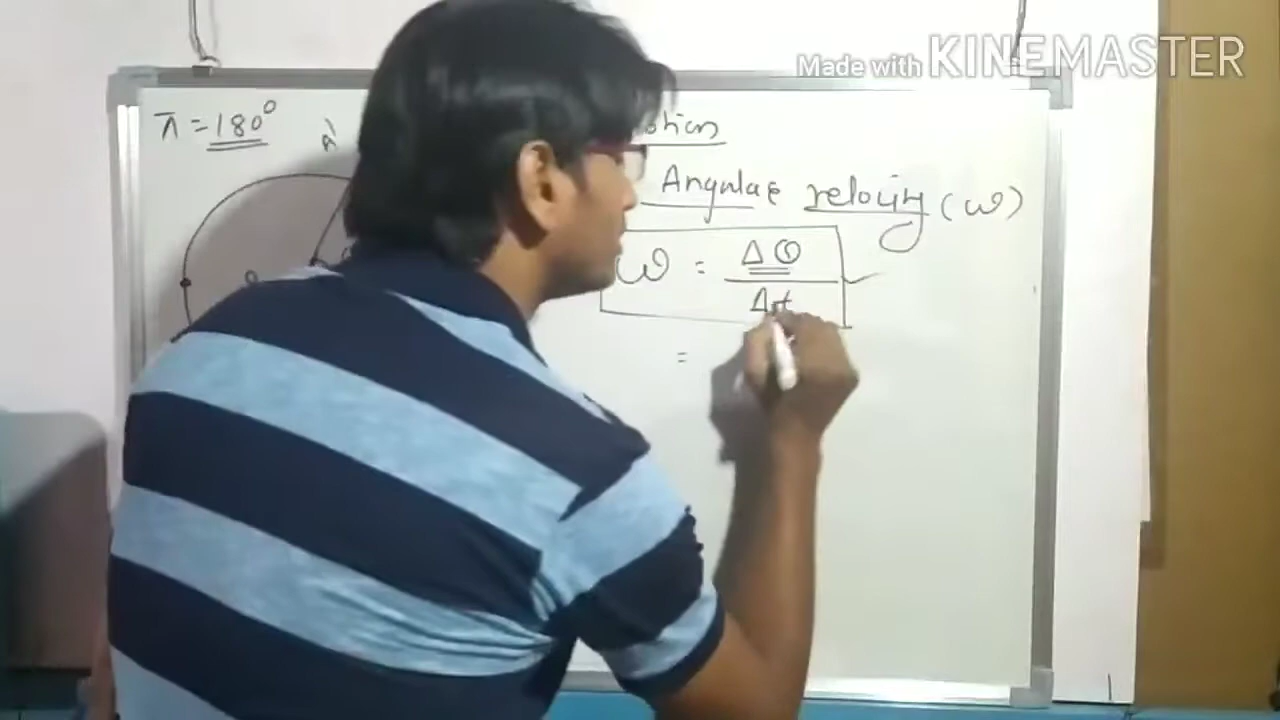 Made with KINEMASTER
π = 180°
otion
Angular velocity (ω)
ω = Δθ / Δt
=